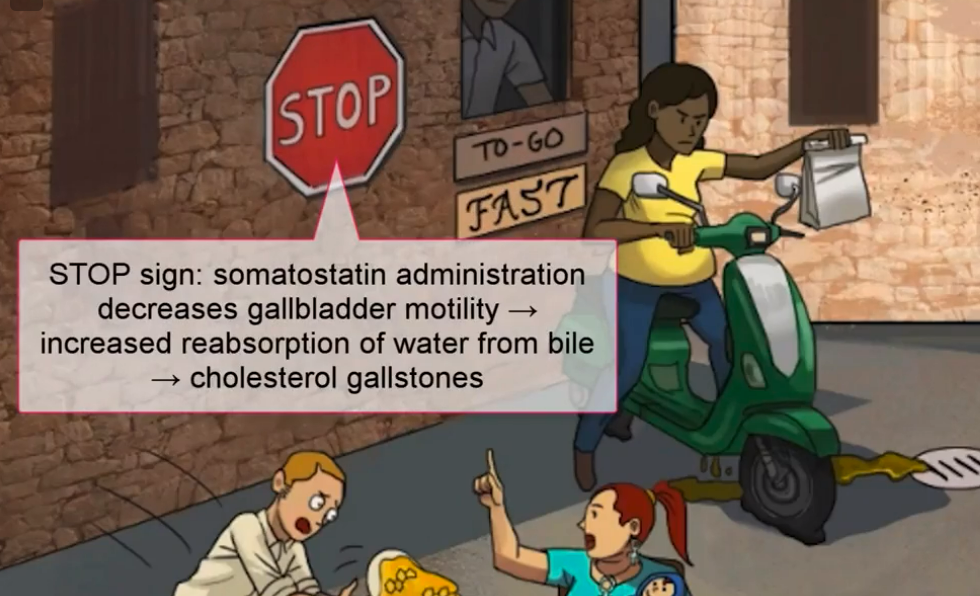 STOP
TO-GO
FAST
STOP sign: somatostatin administration
decreases gallbladder motility →
increased reabsorption of water from bile
→ cholesterol gallstones